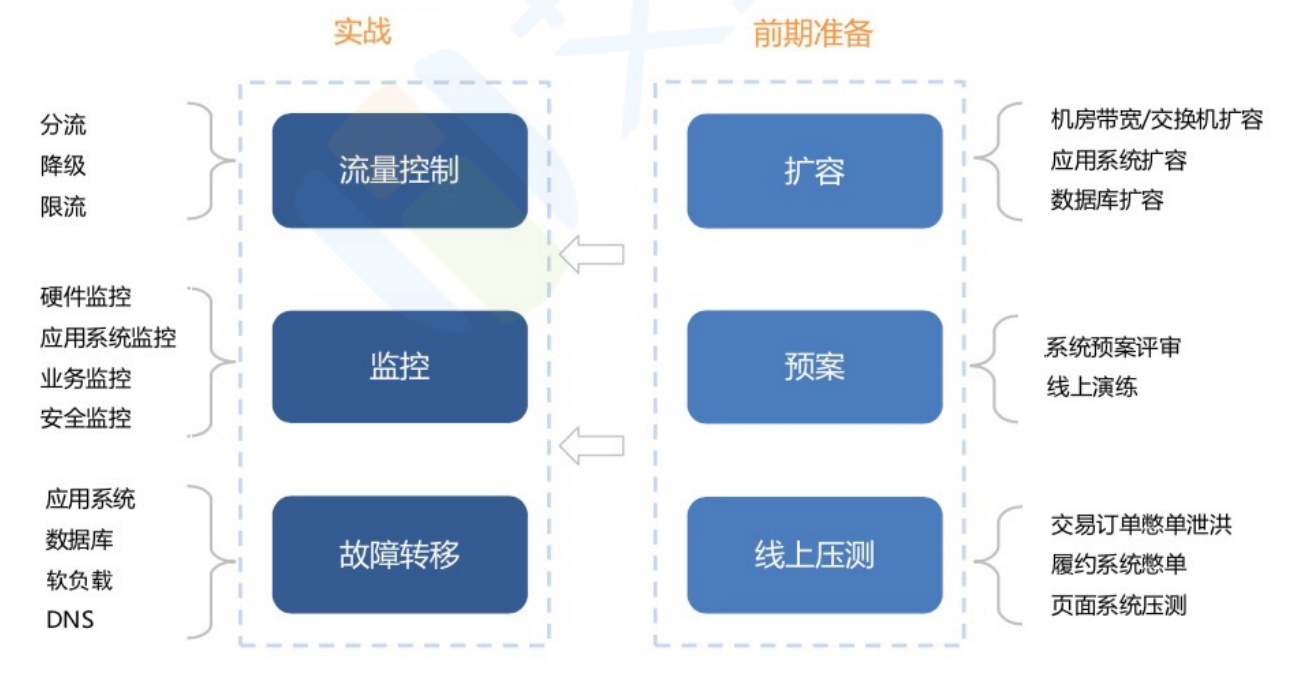 实战
前期准备
分流
降级
限流
流量控制
扩容
机房带宽/交换机扩容
应用系统扩容
数据库扩容
硬件监控
应用系统监控
业务监控
安全监控
监控
预案
系统预案评审
线上演练
应用系统
数据库
软负载
DNS
故障转移
线上压测
交易订单憋单泄洪
履约系统憋单
页面系统压测